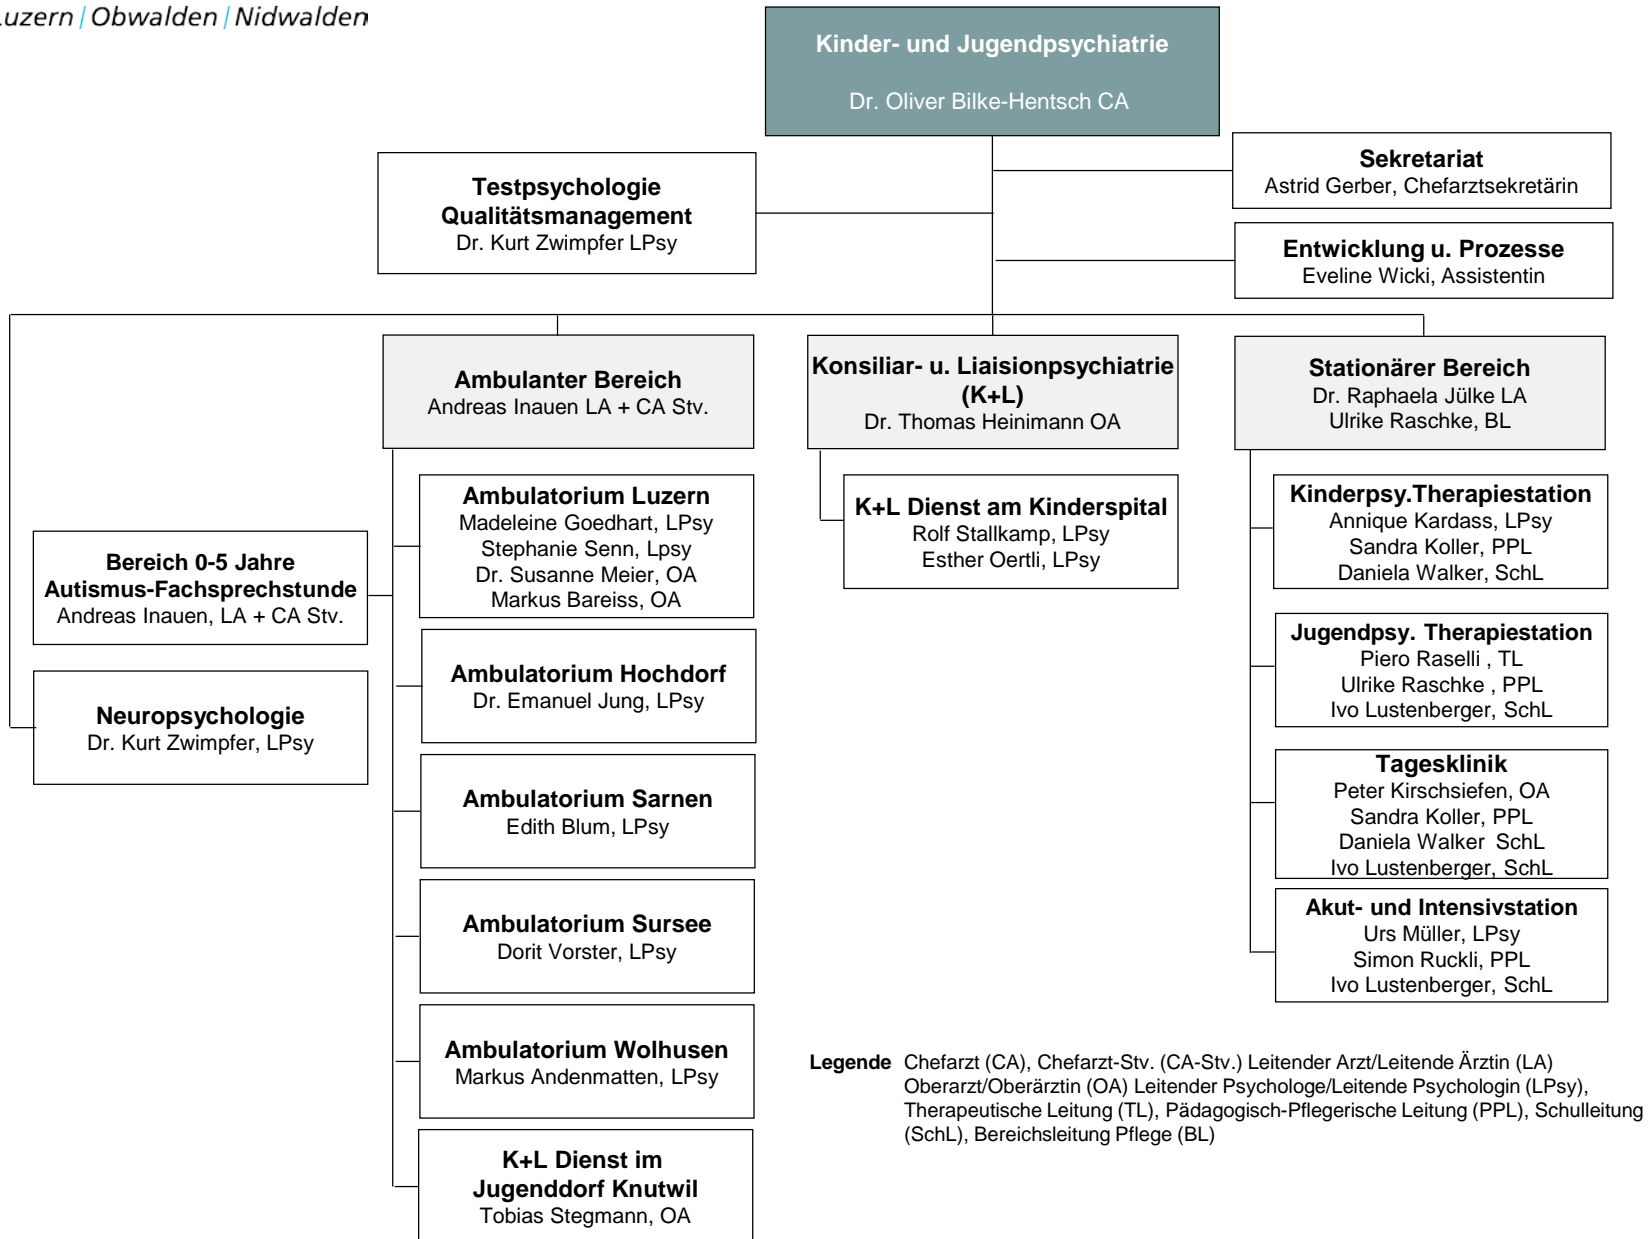 Luzern | Obwalden | Nidwalden
Kinder- und Jugendpsychiatrie
Dr. Oliver Bilke-Hentsch CA
Testpsychologie
Qualitätsmanagement
Dr. Kurt Zwimpfer LPsy
Sekretariat
Astrid Gerber, Chefarztsekretärin
Entwicklung u. Prozesse
Eveline Wicki, Assistentin
Ambulanter Bereich
Andreas Inauen LA + CA Stv.
Konsiliar- u. Liaisionpsychiatrie
(K+L)
Dr. Thomas Heinimann OA
Stationärer Bereich
Dr. Raphaela Jülke LA
Ulrike Raschke, BL
Bereich 0-5 Jahre
Autismus-Fachsprechstunde
Andreas Inauen, LA + CA Stv.
Neuropsychologie
Dr. Kurt Zwimpfer, LPsy
Ambulatorium Luzern
Madeleine Goedhart, LPsy
Stephanie Senn, Lpsy
Dr. Susanne Meier, OA
Markus Bareiss, OA
Ambulatorium Hochdorf
Dr. Emanuel Jung, LPsy
Ambulatorium Sarnen
Edith Blum, LPsy
Ambulatorium Sursee
Dorit Vorster, LPsy
Ambulatorium Wolhusen
Markus Andenmatten, LPsy
K+L Dienst im
Jugenddorf Knutwil
Tobias Stegmann, OA
K+L Dienst am Kinderspital
Rolf Stallkamp, LPsy
Esther Oertli, LPsy
Kinderpsy.Therapiestation
Annique Kardass, LPsy
Sandra Koller, PPL
Daniela Walker, SchL
Jugendpsy. Therapiestation
Piero Raselli , TL
Ulrike Raschke , PPL
Ivo Lustenberger, SchL
Tagesklinik
Peter Kirschsiefen, OA
Sandra Koller, PPL
Daniela Walker SchL
Ivo Lustenberger, SchL
Akut- und Intensivstation
Urs Müller, LPsy
Simon Ruckli, PPL
Ivo Lustenberger, SchL
Legende Chefarzt (CA), Chefarzt-Stv. (CA-Stv.) Leitender Arzt/Leitende Ärztin (LA)
Oberarzt/Oberärztin (OA) Leitender Psychologe/Leitende Psychologin (LPsy),
Therapeutische Leitung (TL), Pädagogisch-Pflegerische Leitung (PPL), Schulleitung
(SchL), Bereichsleitung Pflege (BL)